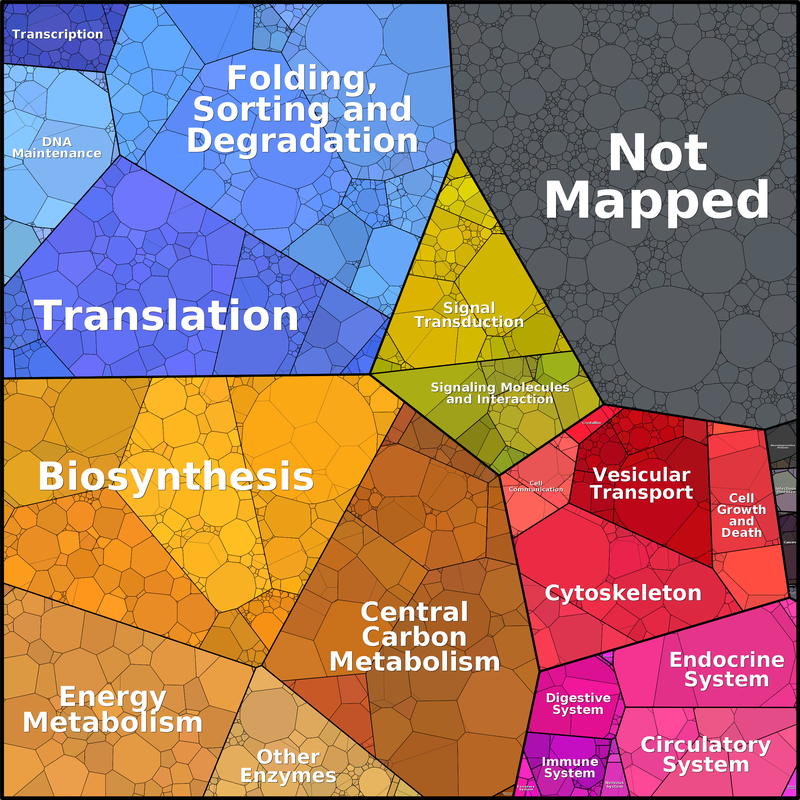 Transcription
DNA
Maintenance
Folding,
Sorting and
Degradation
Not
Mapped
Translation
Signal
Transduction
Signaling Molecules
and Interaction
Biosynthesis
Cell
Communication
Vesicular
Transport
Cell
Growth
and
Death
Cytoskeleton
Central
Carbon
Metabolism
Energy
Metabolism
Other
Enzymes
Endocrine
System
Digestive
System
Circulatory
System
Immune
System